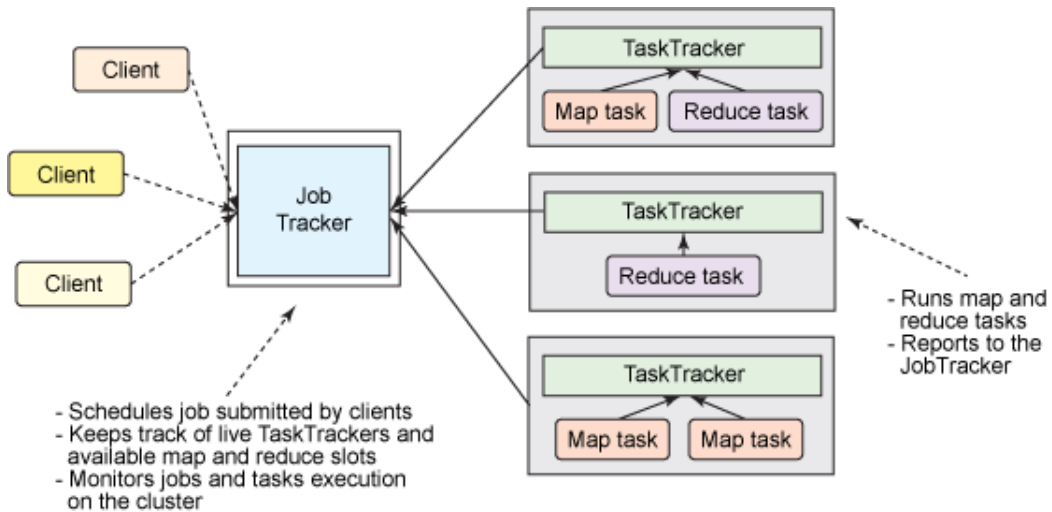 Client
Client
Client
Job
Tracker
TaskTracker
Map task
Reduce task
TaskTracker
Reduce task
TaskTracker
Map task
Map task
- Schedules job submitted by clients
- Keeps track of live TaskTrackers and
available map and reduce slots
- Monitors jobs and tasks execution
on the cluster
- Runs map and
reduce tasks
- Reports to the
JobTracker